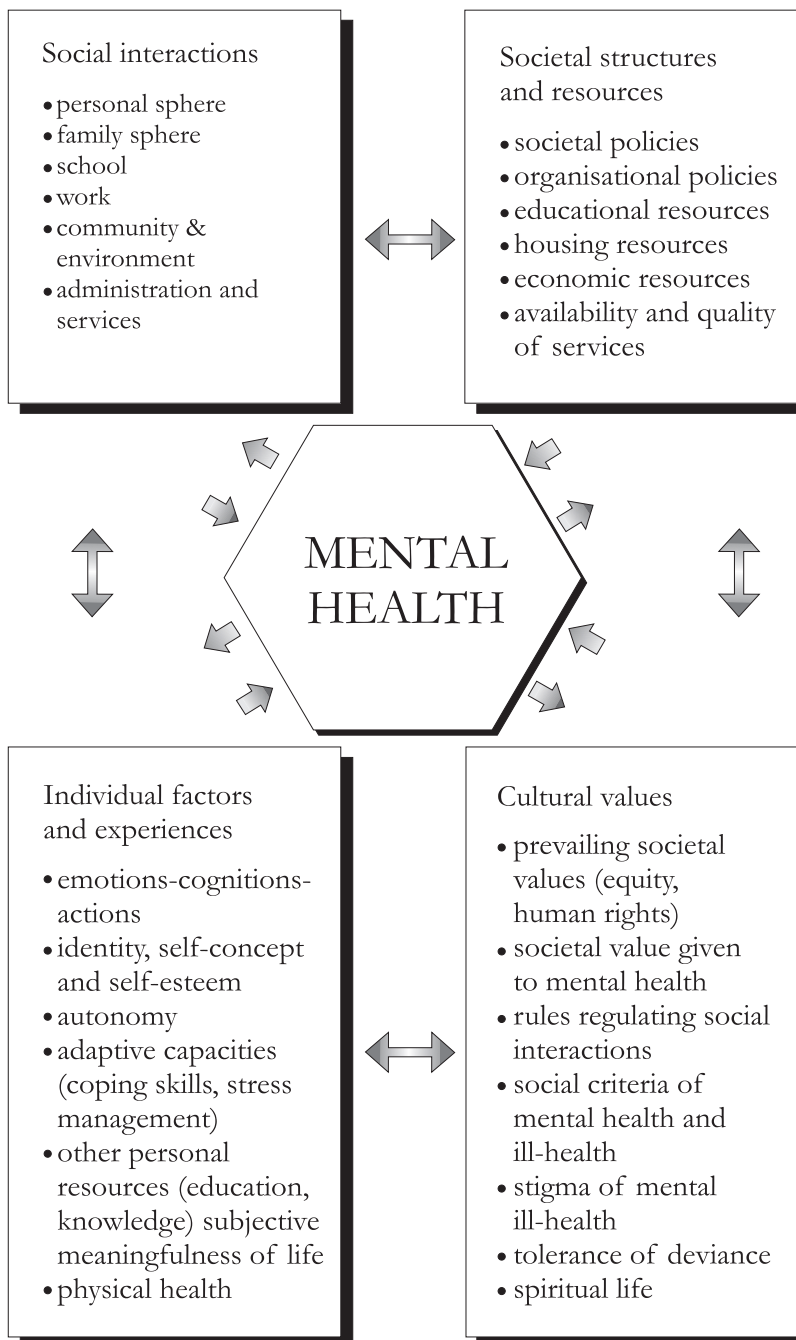 Social interactions
• personal sphere
• family sphere
• school
• work
• community &
environment
• administration and
services
Societal structures
and resources
• societal policies
• organisational policies
• educational resources
• housing resources
• economic resources
• availability and quality
of services
MENTAL
HEALTH
Individual factors
and experiences
• emotions-cognitions-
actions
• identity, self-concept
and self-esteem
• autonomy
• adaptive capacities
(coping skills, stress
management)
• other personal
resources (education,
knowledge) subjective
meaningfulness of life
• physical health
Cultural values
• prevailing societal
values (equity,
human rights)
• societal value given
to mental health
• rules regulating social
interactions
• social criteria of
mental health and
ill-health
• stigma of mental
ill-health
• tolerance of deviance
• spiritual life